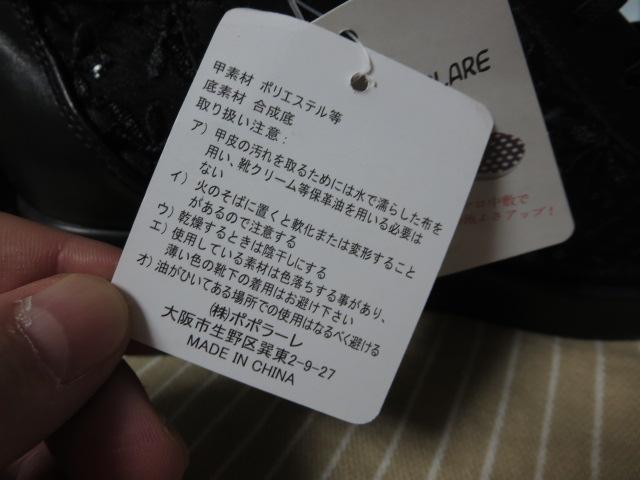 甲素材 ポリエステル等
底素材 合成底
取り扱い注意：
ア）甲皮の汚れを取るためには水で濡らした布を
用い、靴クリーム等保革油を用いる必要は
ない
イ）火のそばに置くと軟化または変形すること
があるので注意する
ウ）乾燥するときは陰干しにする
エ）使用している素材は色落ちする事があり、
薄い色の靴下の着用はお避け下さい
オ）油がひいてある場所での使用はなるべく避ける
㈱ポポラーレ
大阪市生野区巽東2-9-27
MADE IN CHINA
LARE
中敷で
さアップ！